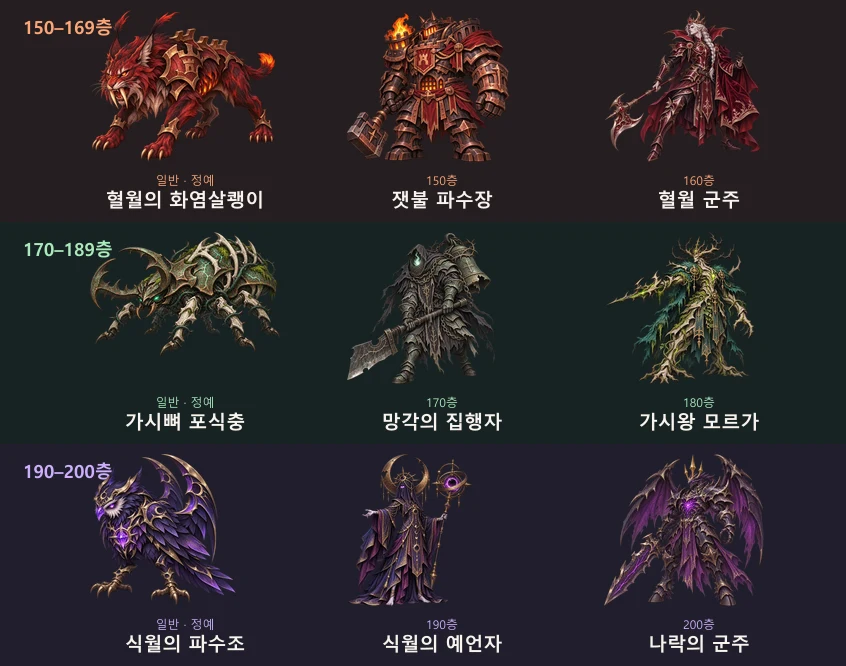 150–169층
일반 · 정예
혈월의 화염살쾡이
150층
잿불 파수장
160층
혈월 군주
170–189층
일반 · 정예
가시뼈 포식충
170층
망각의 집행자
180층
가시왕 모르가
190–200층
일반 · 정예
식월의 파수조
190층
식월의 예언자
200층
나락의 군주